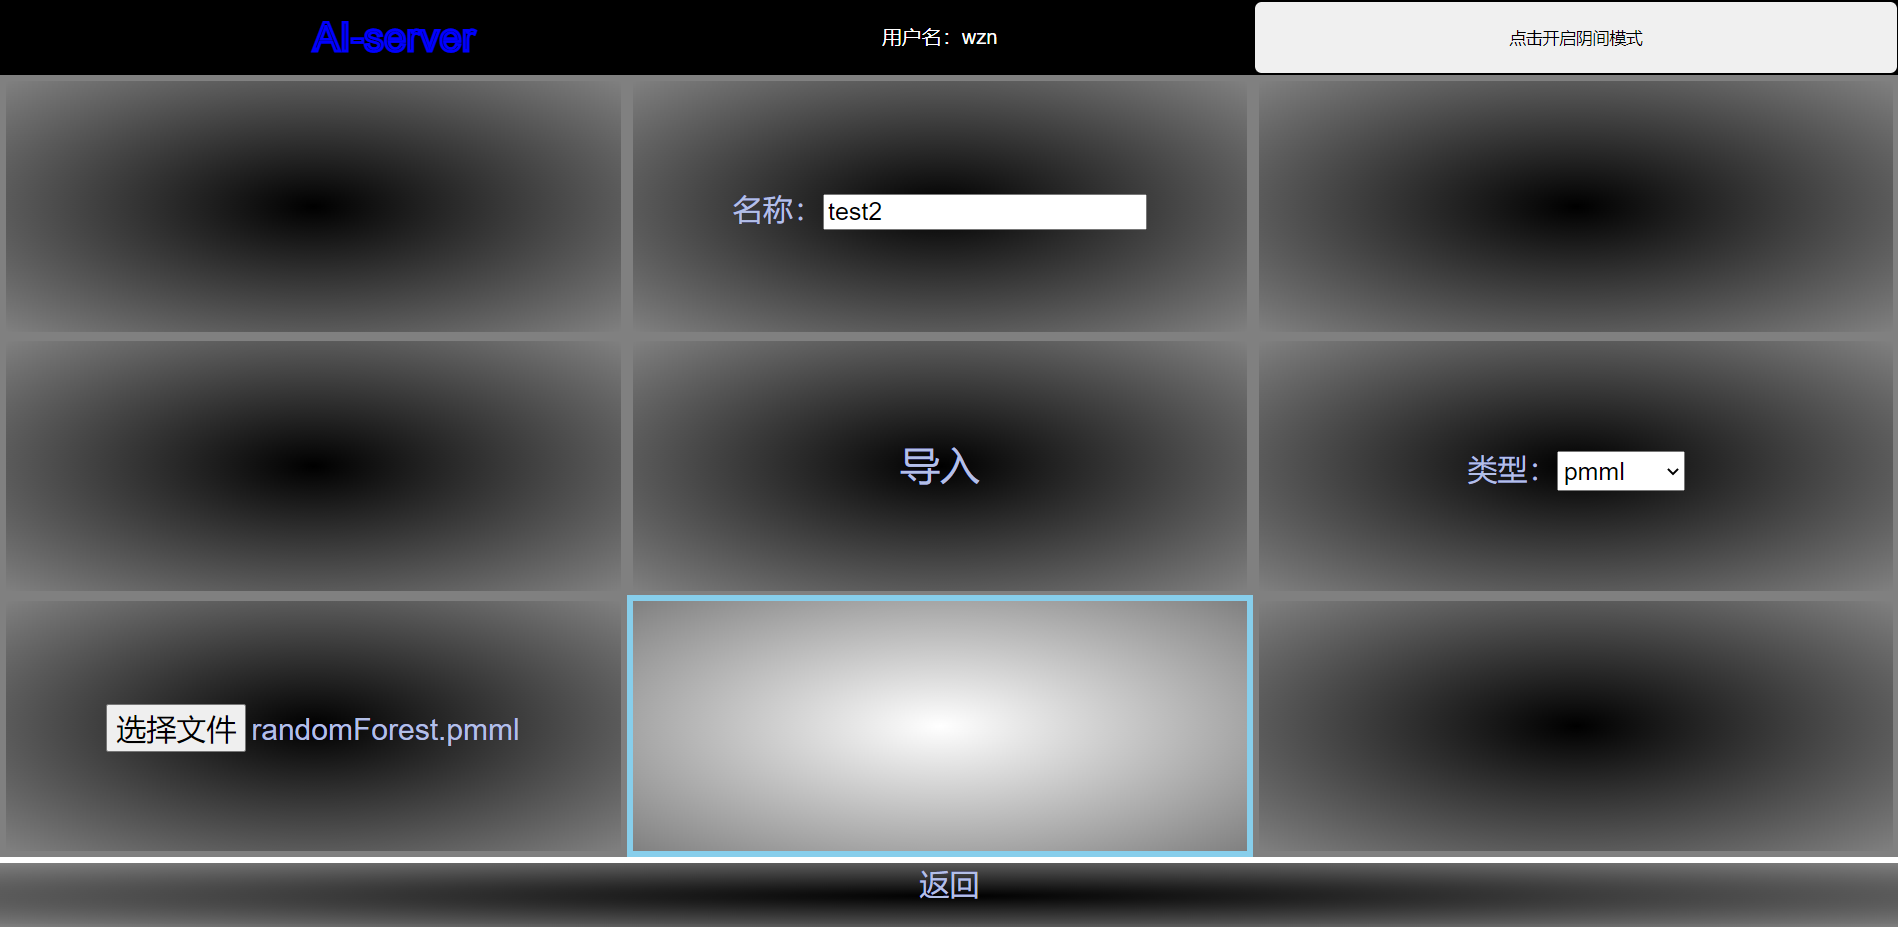 AI-server
用户名：wzn
点击开启阴间模式
名称：test2
导入
类型：pmml
选择文件 randomForest.pmml
返回